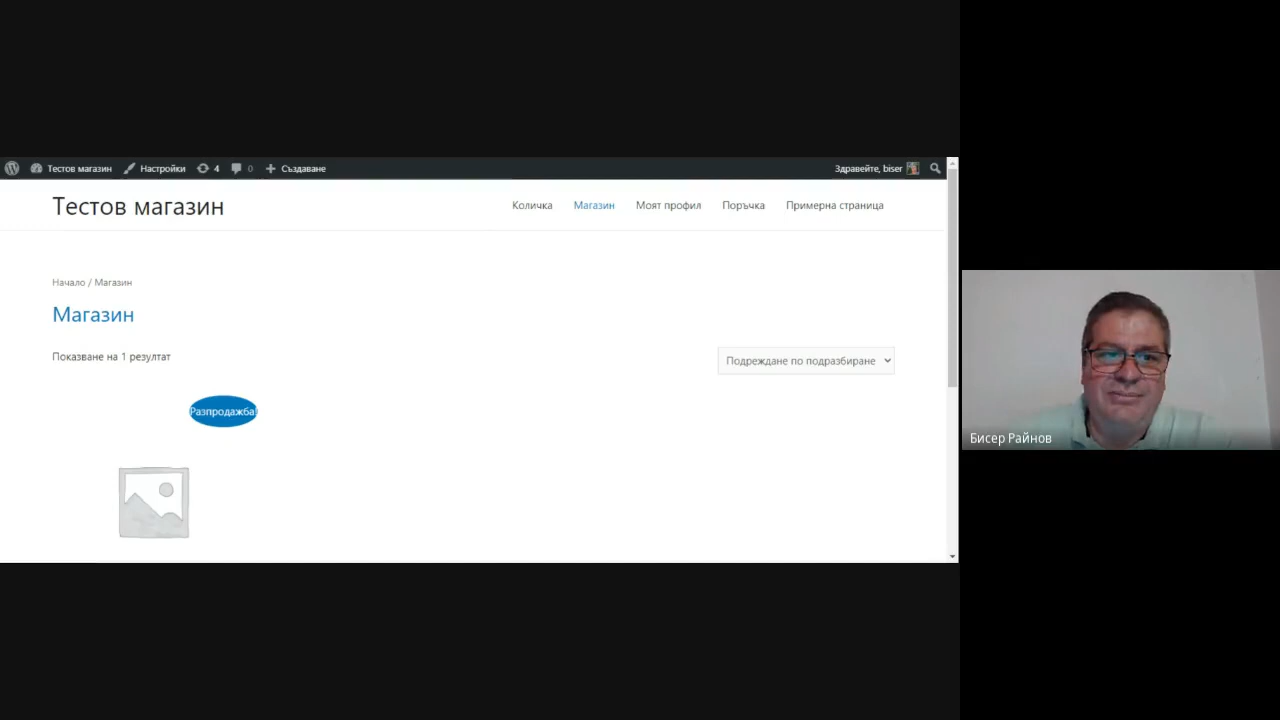 Тестов магазин Настройки 4 0 Създаване Здравейте, biser
Тестов магазин
Количка Магазин Моят профил Поръчка Примерна страница
Начало / Магазин
Магазин
Показване на 1 резултат
Подреждане по подразбиране
Разпродажба!
Бисер Райнов